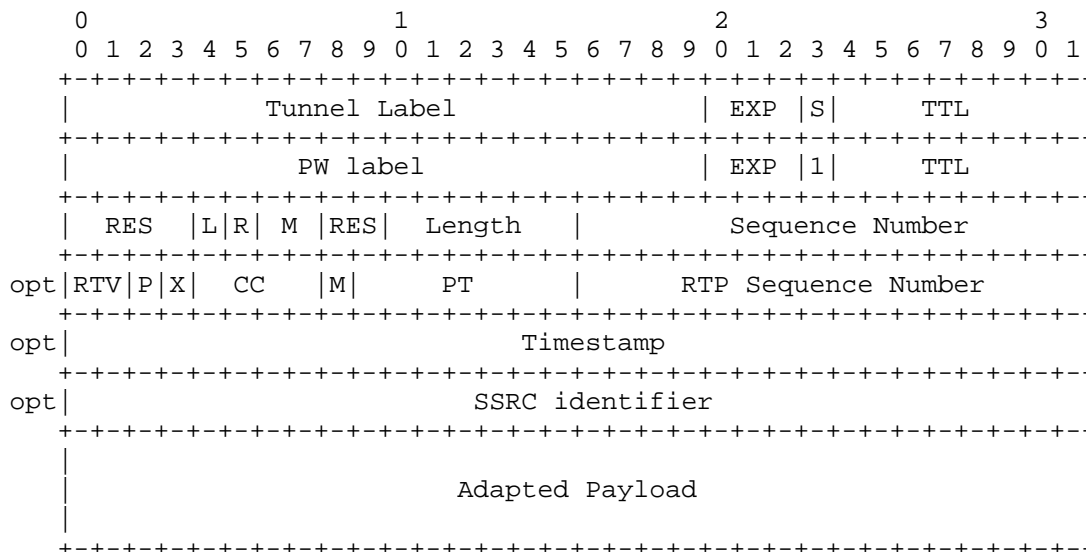 0                   1                   2                   3
    0 1 2 3 4 5 6 7 8 9 0 1 2 3 4 5 6 7 8 9 0 1 2 3 4 5 6 7 8 9 0 1
   +-+-+-+-+-+-+-+-+-+-+-+-+-+-+-+-+-+-+-+-+-+-+-+-+-+-+-+-+-+-+-+-
   |            Tunnel Label               | EXP |S|     TTL
   +-+-+-+-+-+-+-+-+-+-+-+-+-+-+-+-+-+-+-+-+-+-+-+-+-+-+-+-+-+-+-+-
   |              PW label                 | EXP |1|     TTL
   +-+-+-+-+-+-+-+-+-+-+-+-+-+-+-+-+-+-+-+-+-+-+-+-+-+-+-+-+-+-+-+-
   |  RES  |L|R| M |RES|  Length   |         Sequence Number
   +-+-+-+-+-+-+-+-+-+-+-+-+-+-+-+-+-+-+-+-+-+-+-+-+-+-+-+-+-+-+-+-
opt|RTV|P|X|  CC   |M|     PT      |      RTP Sequence Number
   +-+-+-+-+-+-+-+-+-+-+-+-+-+-+-+-+-+-+-+-+-+-+-+-+-+-+-+-+-+-+-+-
opt|                            Timestamp
   +-+-+-+-+-+-+-+-+-+-+-+-+-+-+-+-+-+-+-+-+-+-+-+-+-+-+-+-+-+-+-+-
opt|                         SSRC identifier
   +-+-+-+-+-+-+-+-+-+-+-+-+-+-+-+-+-+-+-+-+-+-+-+-+-+-+-+-+-+-+-+-
   |
   |                        Adapted Payload
   |
   +-+-+-+-+-+-+-+-+-+-+-+-+-+-+-+-+-+-+-+-+-+-+-+-+-+-+-+-+-+-+-+-